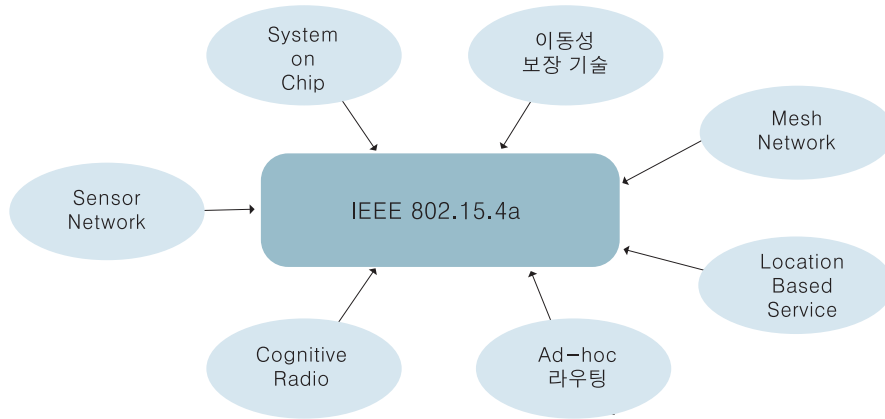 System
on
Chip
이동성
보장 기술
Mesh
Network
Sensor
Network
IEEE 802.15.4a
Location
Based
Service
Cognitive
Radio
Ad-hoc
라우팅